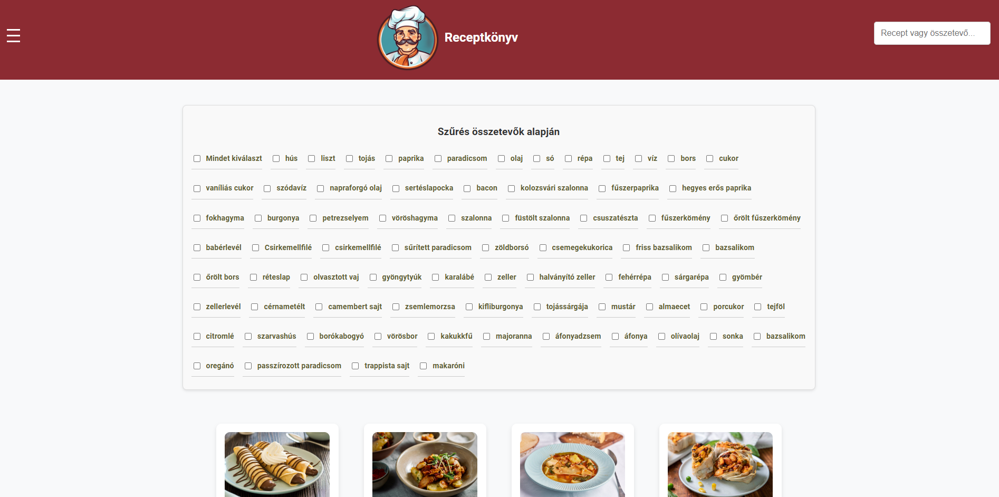 Receptkönyv
Recept vagy összetevő...
Szűrés összetevők alapján
Mindet kiválaszt hús liszt tojás paprika paradicsom olaj só répa tej víz bors cukor
vaníliás cukor szódavíz napraforgó olaj sertéslapocka bacon kolozsvári szalonna fűszerpaprika hegyes erős paprika
fokhagyma burgonya petrezselyem vöröshagyma szalonna füstölt szalonna csuszatészta fűszerkömény őrölt fűszerkömény
babérlevél Csirkemellfilé csirkemellfilé sűrített paradicsom zöldborsó csemegekukorica friss bazsalikom bazsalikom
őrölt bors réteslap olvasztott vaj gyöngytyúk karalábé zeller halványító zeller fehérrépa sárgarépa gyömbér
zellerlevél cérnametélt camembert sajt zsemlemorzsa kifliburgonya tojássárgája mustár almaecet porcukor tejföl
citromlé szarvashús borókabogyó vörösbor kakukkfű majoranna áfonyadzsem áfonya olívaolaj sonka bazsalikom
oregánó passzírozott paradicsom trappista sajt makaróni